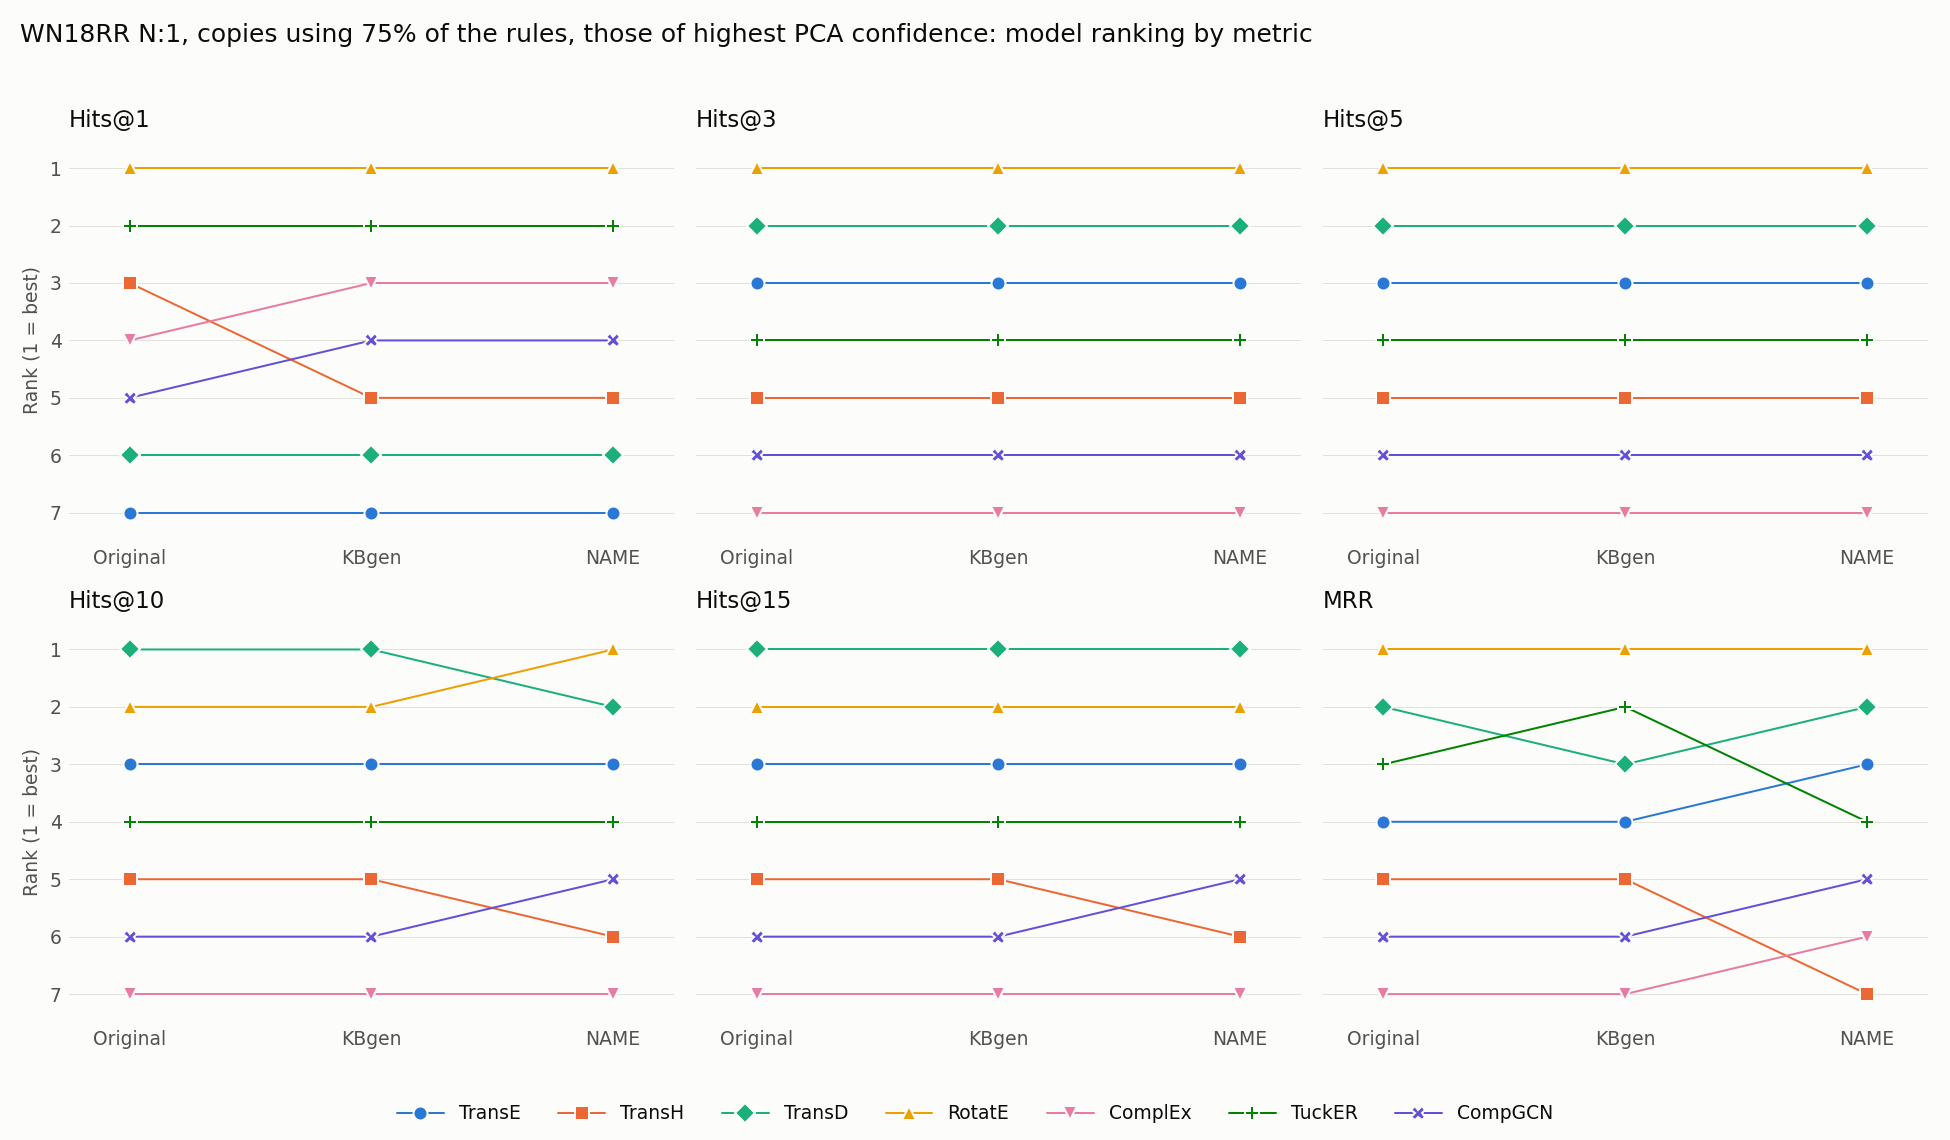 WN18RR N:1, copies using 75% of the rules, those of highest PCA confidence: model ranking by metric
Hits@1
Hits@3
Hits@5
Rank (1 = best)
1
2
3
4
5
6
7
Original
KBgen
NAME
Original
KBgen
NAME
Original
KBgen
NAME
Hits@10
Hits@15
MRR
Rank (1 = best)
1
2
3
4
5
6
7
Original
KBgen
NAME
Original
KBgen
NAME
Original
KBgen
NAME
TransE
TransH
TransD
RotatE
ComplEx
TuckER
CompGCN